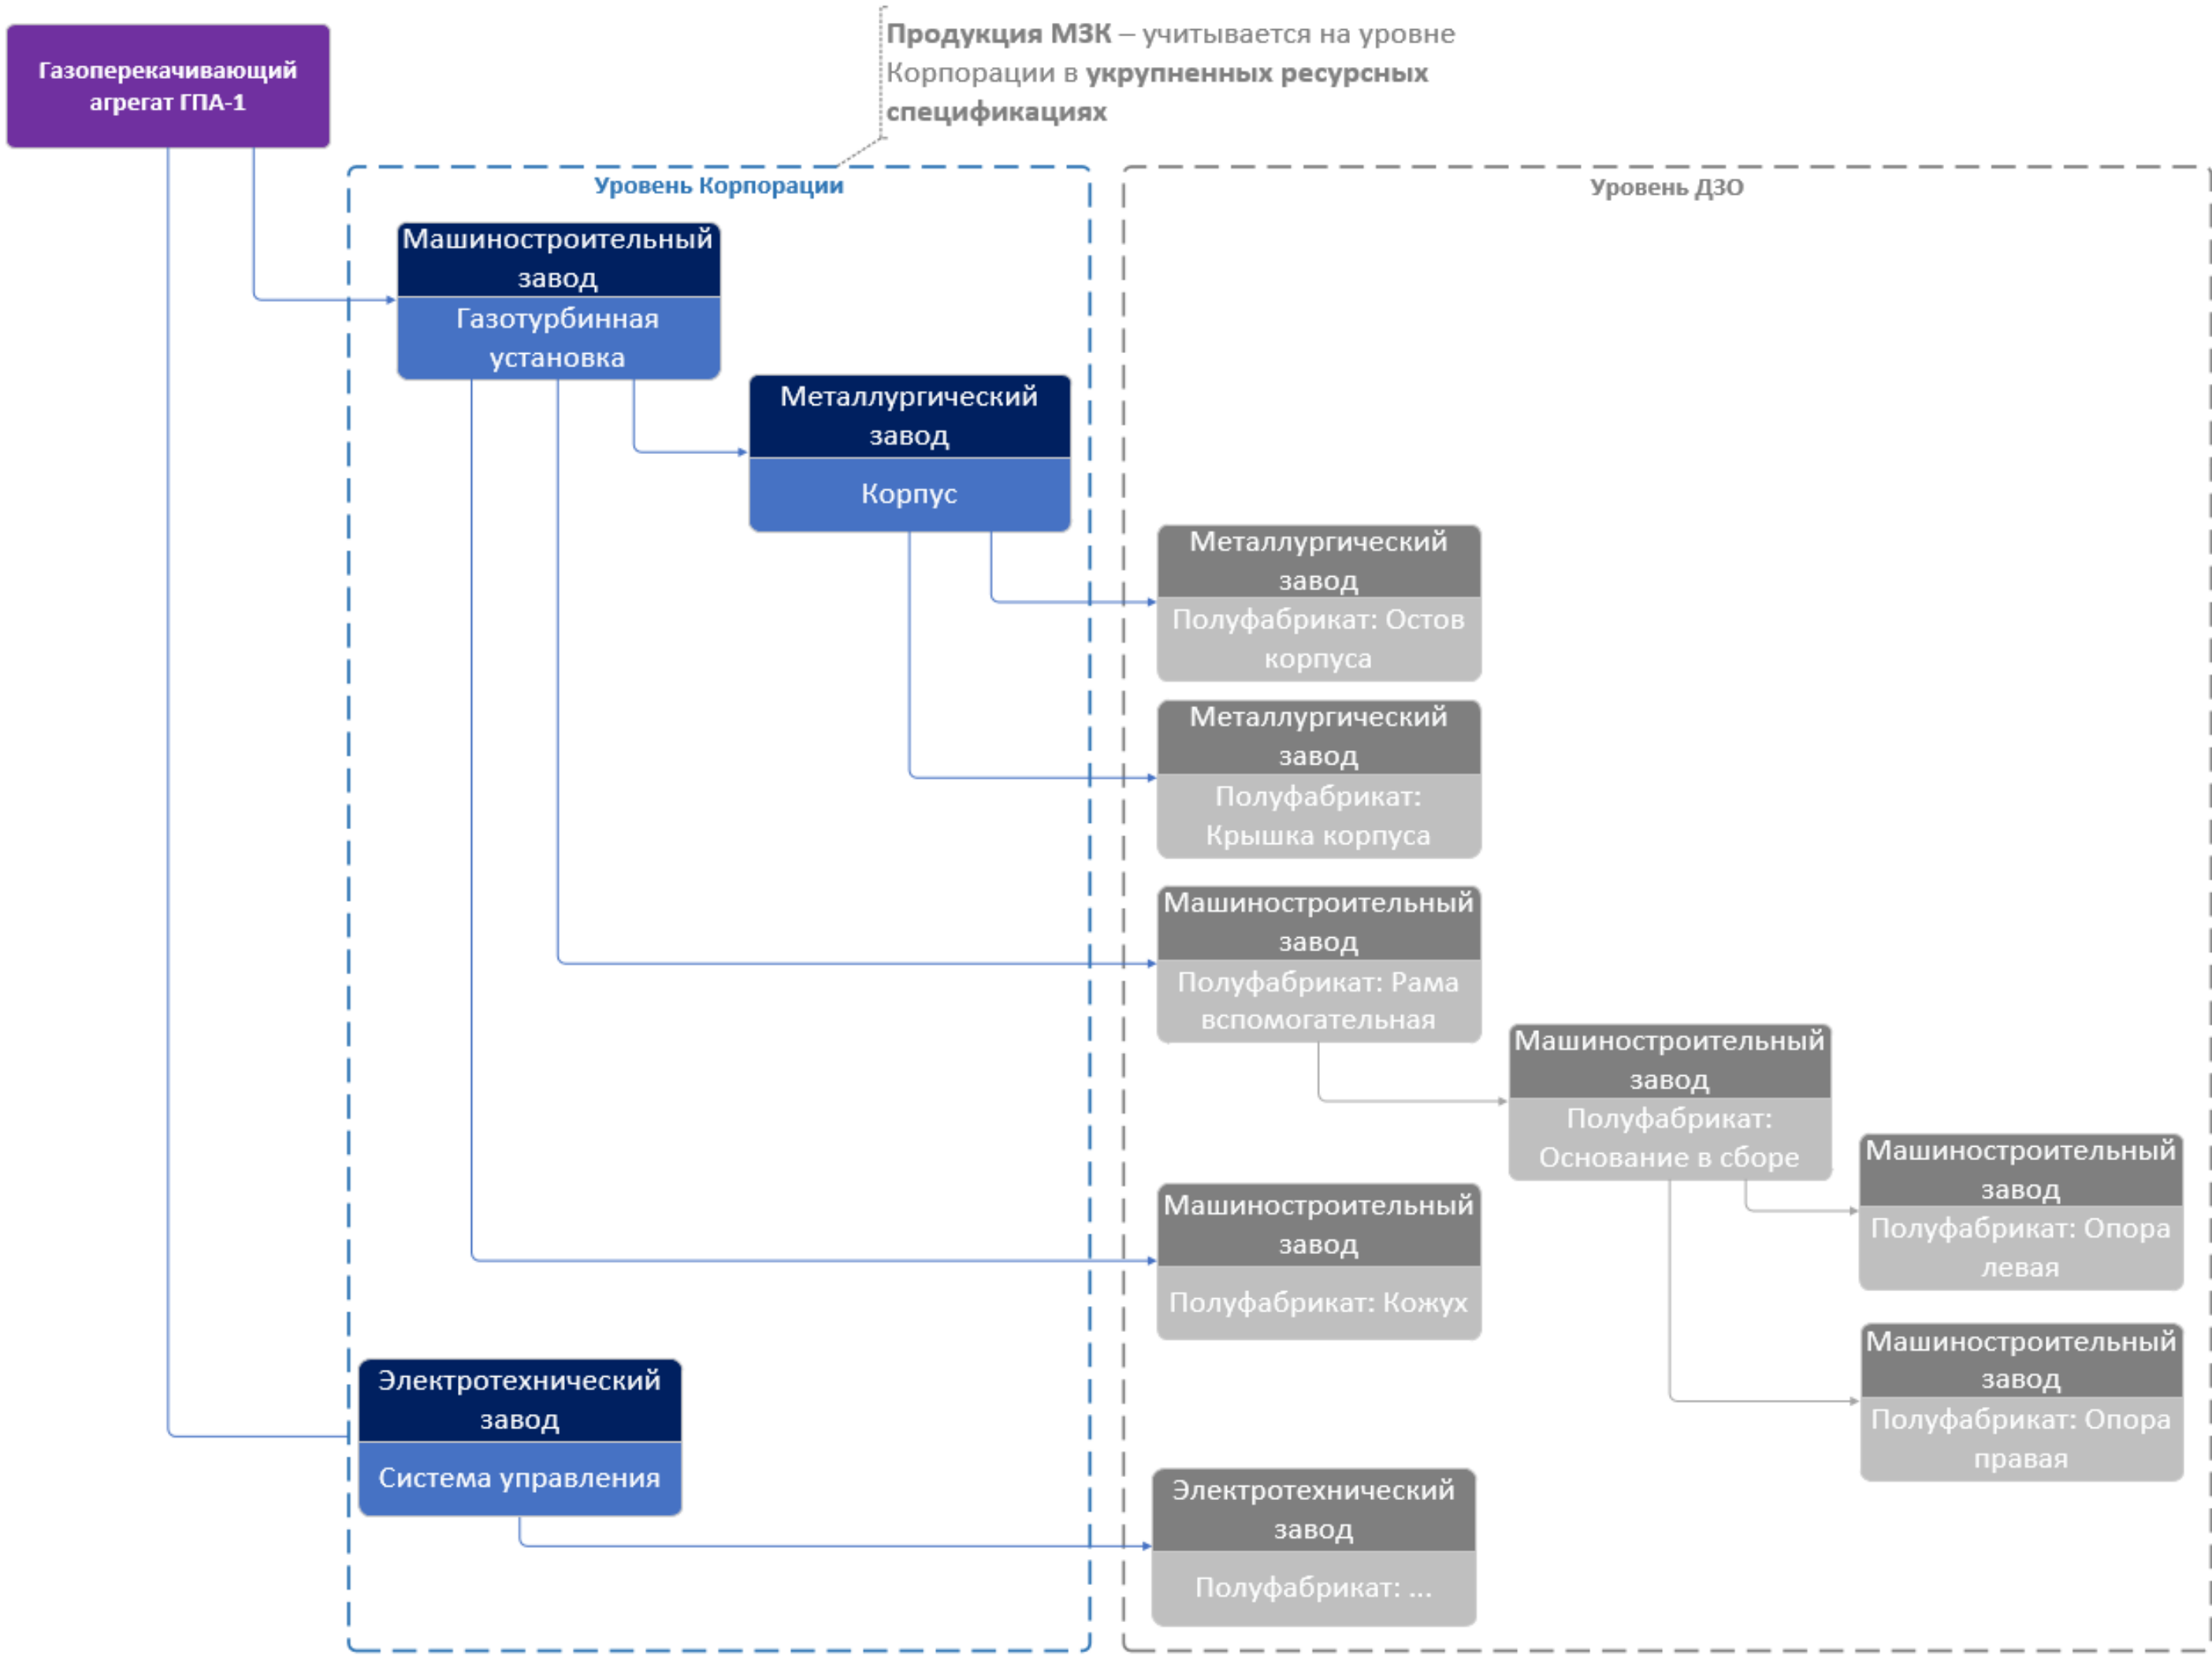 Газоперекачивающий
агрегат ГПА-1
Продукция МЗК – учитывается на уровне
Корпорации в укрупненных ресурсных
спецификациях
Уровень Корпорации
Уровень ДЗО
Машиностроительный
завод
Газотурбинная
установка
Металлургический
завод
Корпус
Металлургический
завод
Полуфабрикат: Остов
корпуса
Металлургический
завод
Полуфабрикат:
Крышка корпуса
Машиностроительный
завод
Полуфабрикат: Рама
вспомогательная
Машиностроительный
завод
Полуфабрикат:
Основание в сборе
Машиностроительный
завод
Полуфабрикат: Опора
левая
Машиностроительный
завод
Полуфабрикат: Кожух
Машиностроительный
завод
Полуфабрикат: Опора
правая
Электротехнический
завод
Система управления
Электротехнический
завод
Полуфабрикат: ...